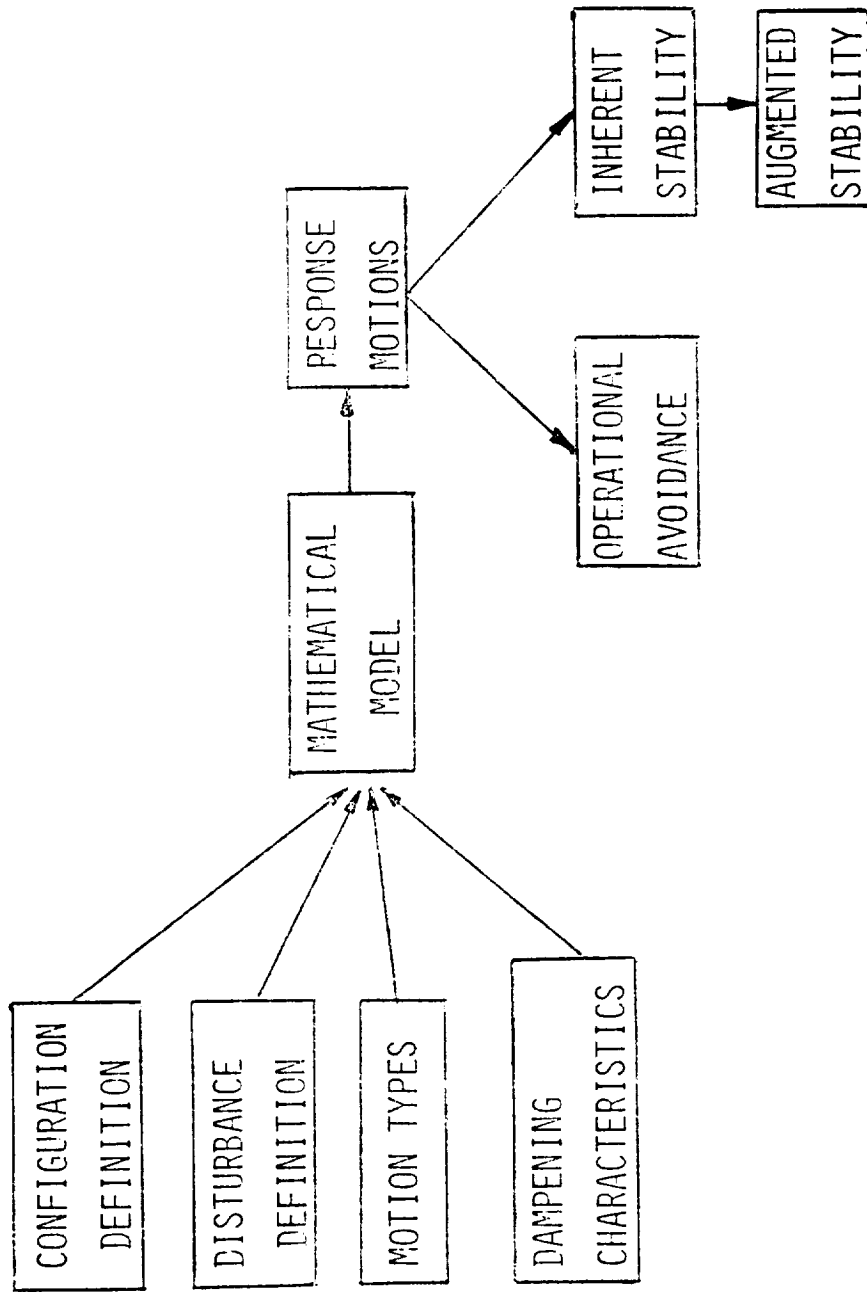 CONFIGURATION
DEFINITION
DISTURBANCE
DEFINITION
MOTION TYPES
DAMPENING
CHARACTERISTICS
MATHEMATICAL
MODEL
RESPONSE
MOTIONS
OPERATIONAL
AVOIDANCE
INHERENT
STABILITY
AUGMENTED
STABILITY